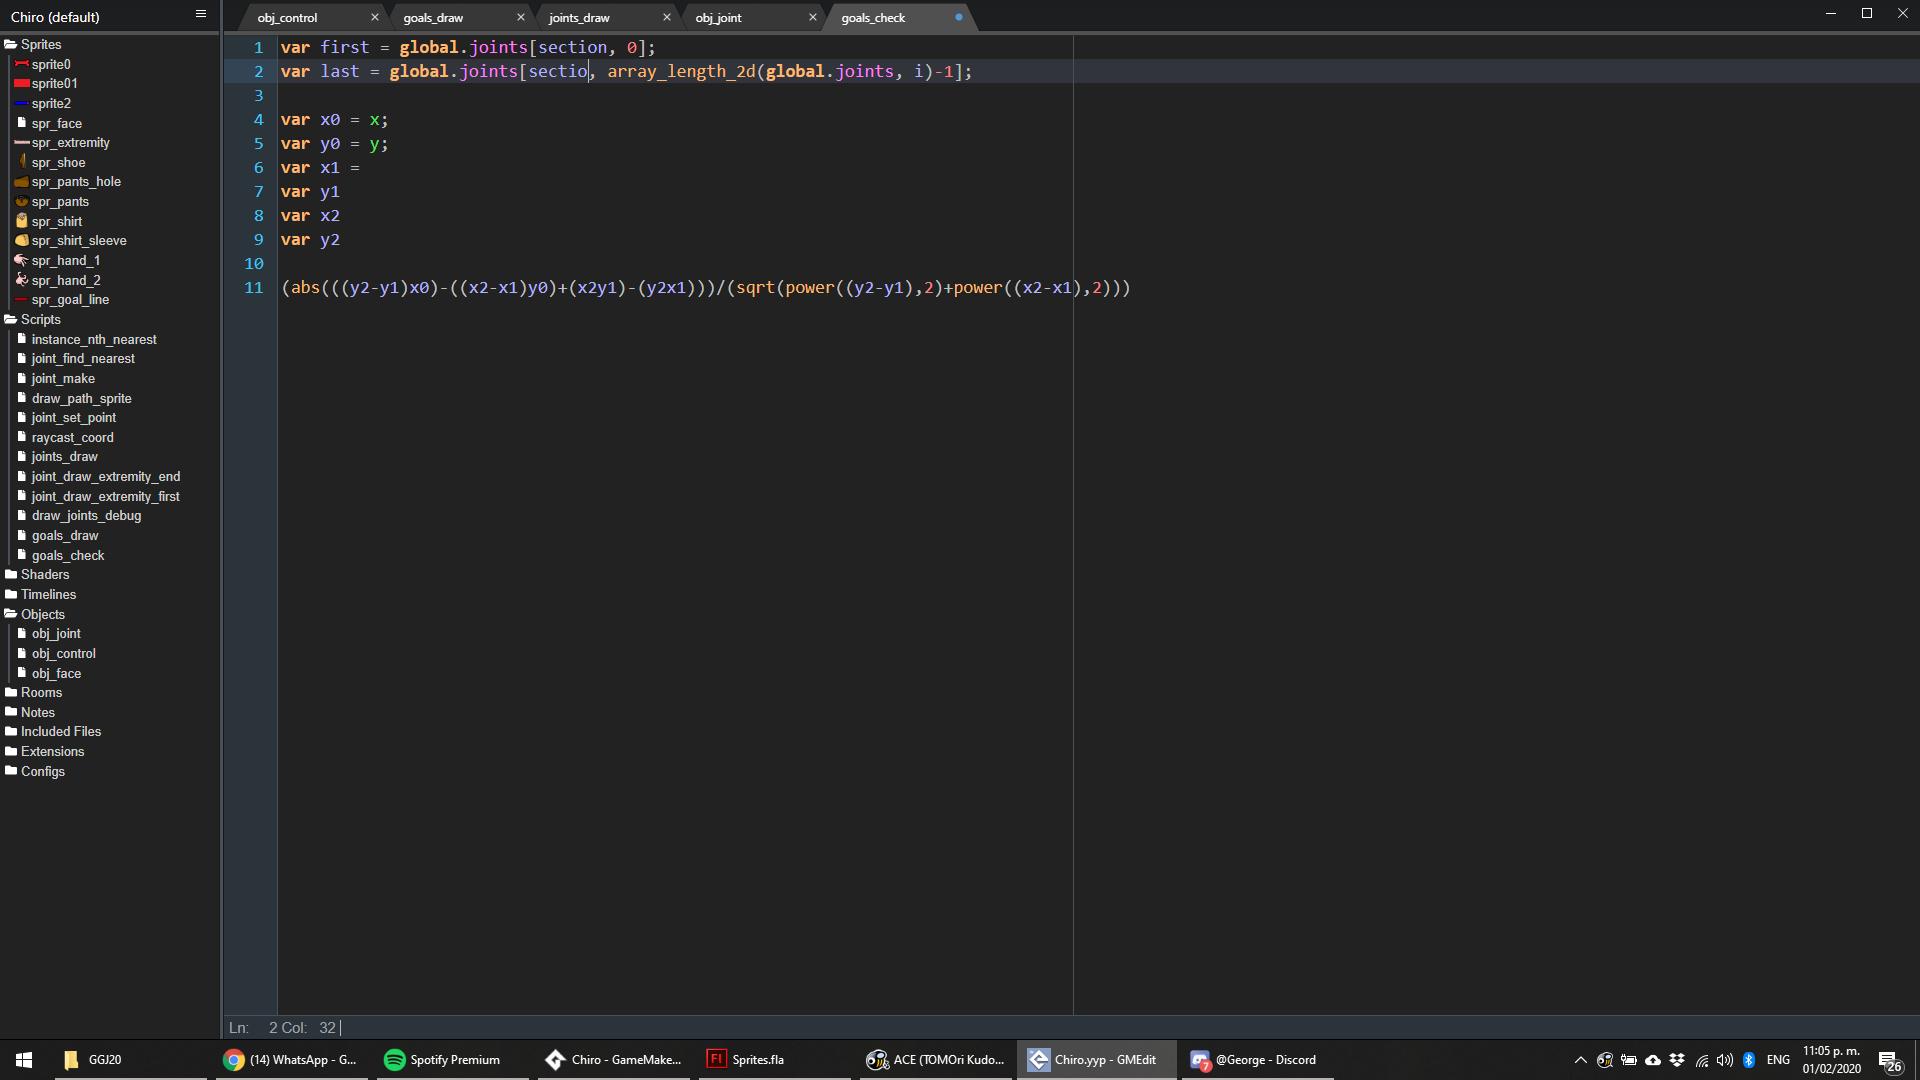 Chiro (default)
obj_control × goals_draw × joints_draw × obj_joint × goals_check
Sprites
sprite0
sprite01
sprite2
spr_face
spr_extremity
spr_shoe
spr_pants_hole
spr_pants
spr_shirt
spr_shirt_sleeve
spr_hand_1
spr_hand_2
spr_goal_line
Scripts
instance_nth_nearest
joint_find_nearest
joint_make
draw_path_sprite
joint_set_point
raycast_coord
joints_draw
joint_draw_extremity_end
joint_draw_extremity_first
draw_joints_debug
goals_draw
goals_check
Shaders
Timelines
Objects
obj_joint
obj_control
obj_face
Rooms
Notes
Included Files
Extensions
Configs
1 var first = global.joints[section, 0];
2 var last = global.joints[sectio, array_length_2d(global.joints, i)-1];
3
4 var x0 = x;
5 var y0 = y;
6 var x1 =
7 var y1
8 var x2
9 var y2
10
11 (abs(((y2-y1)x0)-((x2-x1)y0)+(x2y1)-(y2x1)))/(sqrt(power((y2-y1),2)+power((x2-x1),2)))
Ln: 2 Col: 32
GGJ20
(14) WhatsApp - G...
Spotify Premium
Chiro - GameMake...
Fl Sprites.fla
ACE (TOMOri Kudo...
Chiro.yyp - GMEdit
7 @George - Discord
ENG
11:05 p. m.
01/02/2020
26